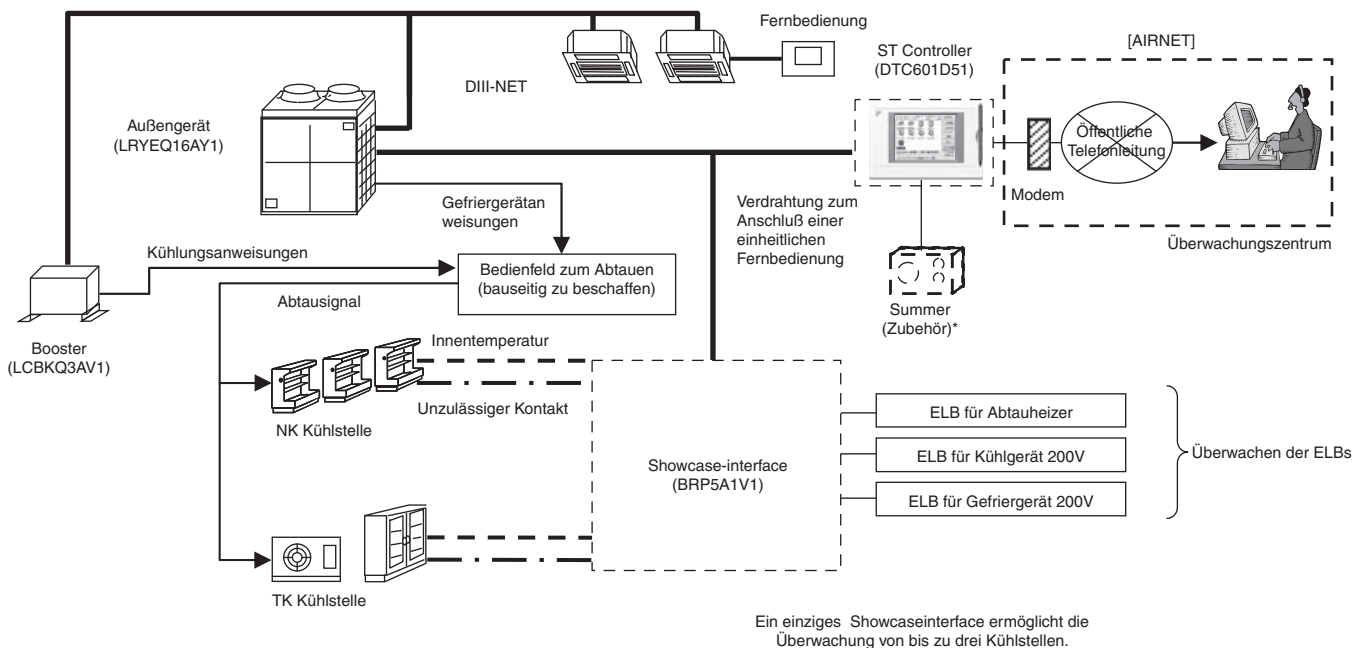 Fernbedienung
ST Controller
(DTC601D51)
[AIRNET]
DIII-NET
Außengerät
(LRYEQ16AY1)
Öffentliche
Telefonleitung
Modem
Überwachungszentrum
Gefriergerätan
weisungen
Verdrahtung zum
Anschluß einer
einheitlichen
Fernbedienung
Kühlungsanweisungen
Bedienfeld zum Abtauen
(bauseitig zu beschaffen)
Abtausignal
Summer
(Zubehör)*
Booster
(LCBKQ3AV1)
Innentemperatur
Unzulässiger Kontakt
NK Kühlstelle
Showcase-interface
(BRP5A1V1)
ELB für Abtauheizer
ELB für Kühlgerät 200V
ELB für Gefriergerät 200V
Überwachen der ELBs
TK Kühlstelle
Ein einziges Showcaseinterface ermöglicht die
Überwachung von bis zu drei Kühlstellen.